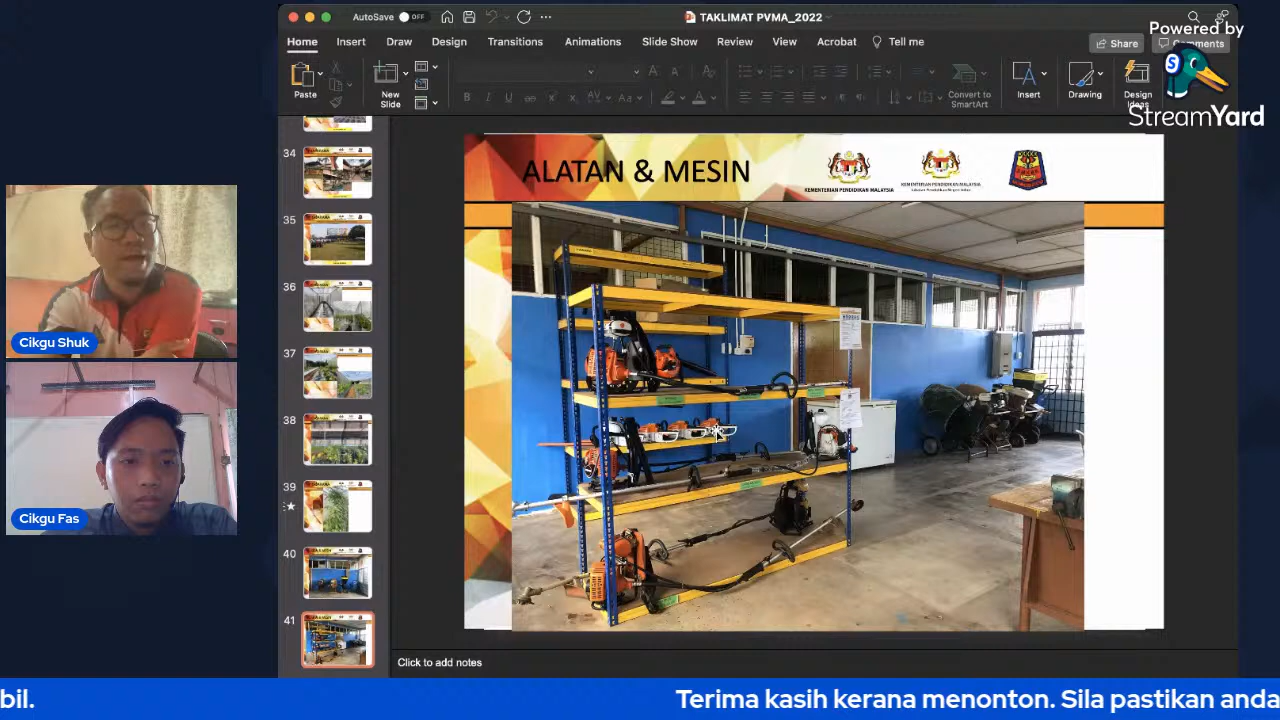 AutoSave OFF
TAKLIMAT PVMA_2022
Powered by
StreamYard
Home Insert Draw Design Transitions Animations Slide Show Review View Acrobat Tell me
Share Comments
Paste
New
Slide
Convert to
SmartArt
Insert
Drawing
Design
Ideas
34
35
36
37
38
39
40
41
ALATAN & MESIN
KEMENTERIAN PENDIDIKAN MALAYSIA
KEMENTERIAN PENDIDIKAN MALAYSIA
Cikgu Shuk
Cikgu Fas
Click to add notes
bil.
Terima kasih kerana menonton. Sila pastikan anda